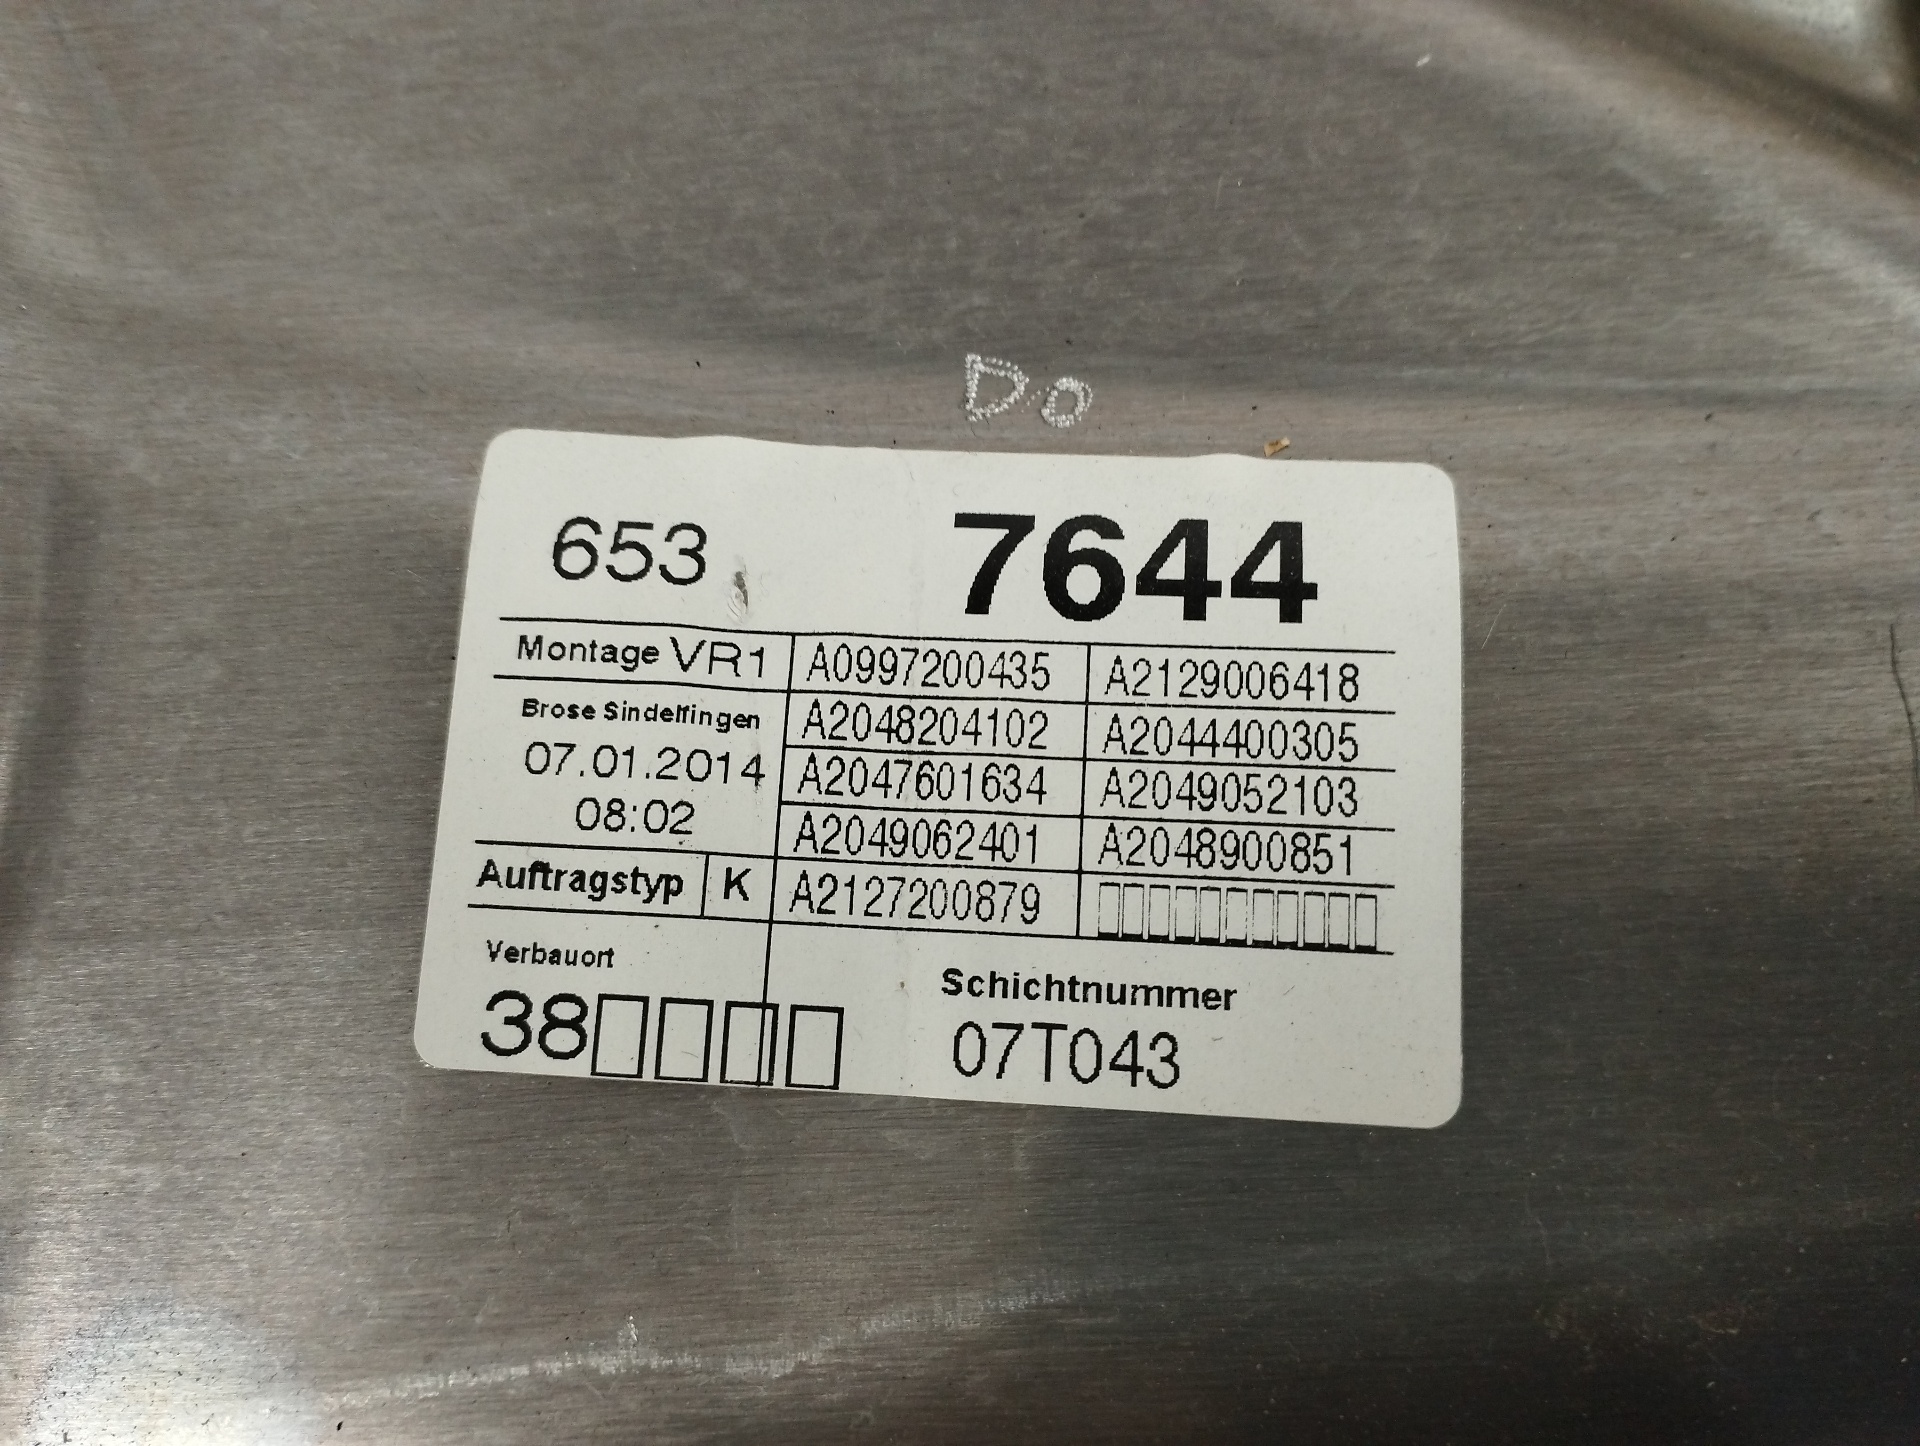 Do
653 7644
Montage VR1 A0997200435 A2129006418
Brose Sindelfingen A2048204102 A2044400305
07.01.2014 A2047601634 A2049052103
08:02 A2049062401 A2048900851
Auftragstyp K A2127200879 □□□□□□□□□□□
Verbauort Schichtnummer
38□□□□ 07T043